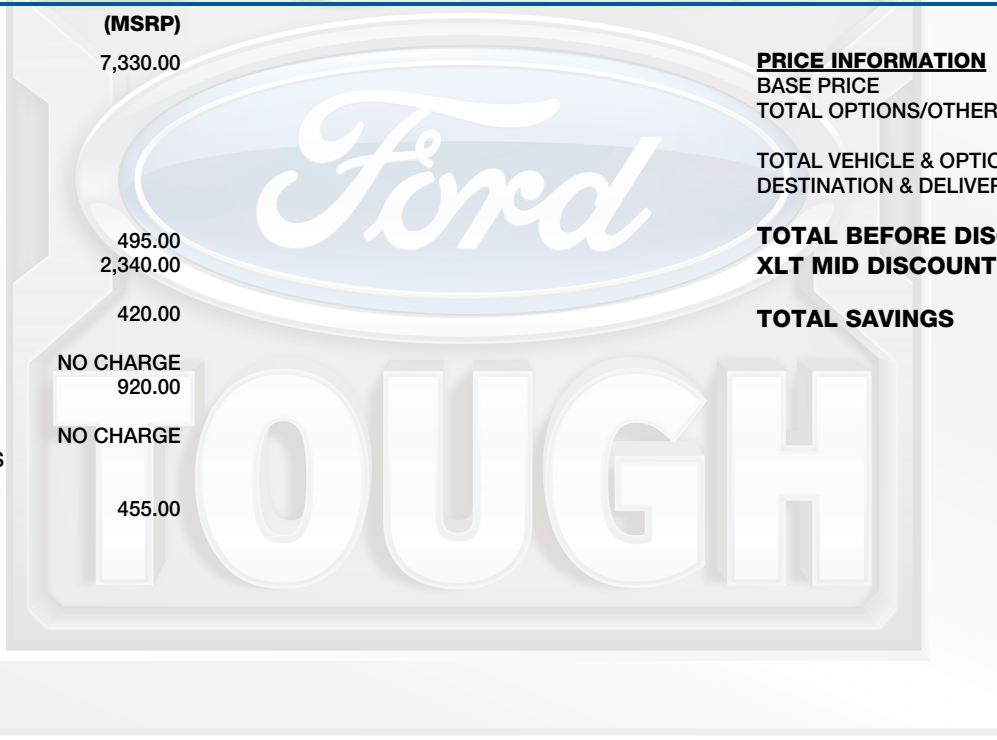 (MSRP)
7,330.00
495.00
2,340.00
420.00
NO CHARGE
920.00
NO CHARGE
S
455.00
PRICE INFORMATION
BASE PRICE
TOTAL OPTIONS/OTHER
TOTAL VEHICLE & OPTIO
DESTINATION & DELIVER
TOTAL BEFORE DIS
XLT MID DISCOUNT
TOTAL SAVINGS
Ford
TOUGH